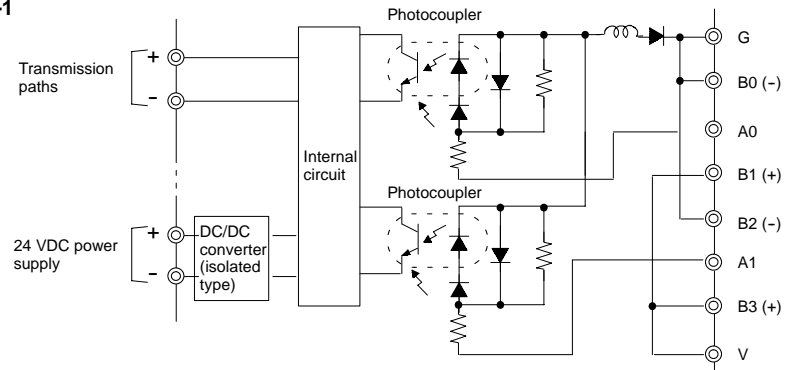 -1
Photocoupler
Transmission
paths
+
-
Internal
circuit
Photocoupler
24 VDC power
supply
+
-
DC/DC
converter
(isolated
type)
G
B0 (-)
A0
B1 (+)
B2 (-)
A1
B3 (+)
V